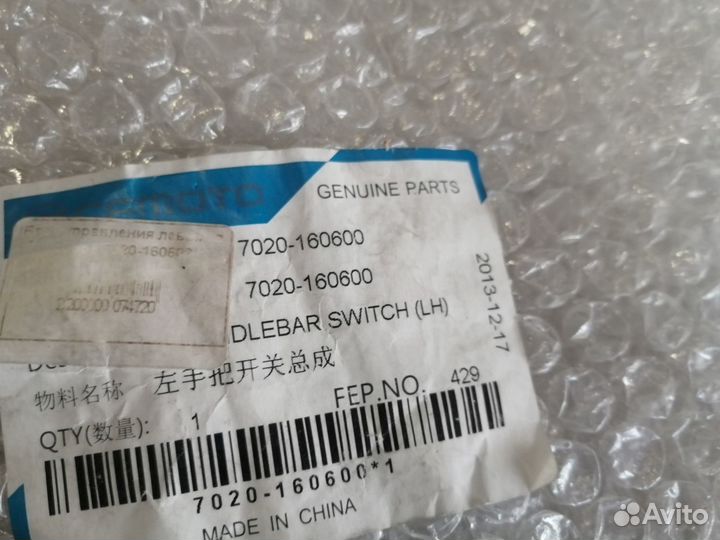 GENUINE PARTS
управления
7020-160600
7020-160600
2013-12-17
DLEBAR SWITCH (LH)
物料名称 左手把开关总成
FEP.NO. 429
QTY(数量): 1
7020-160600*1
MADE IN CHINA
Avito